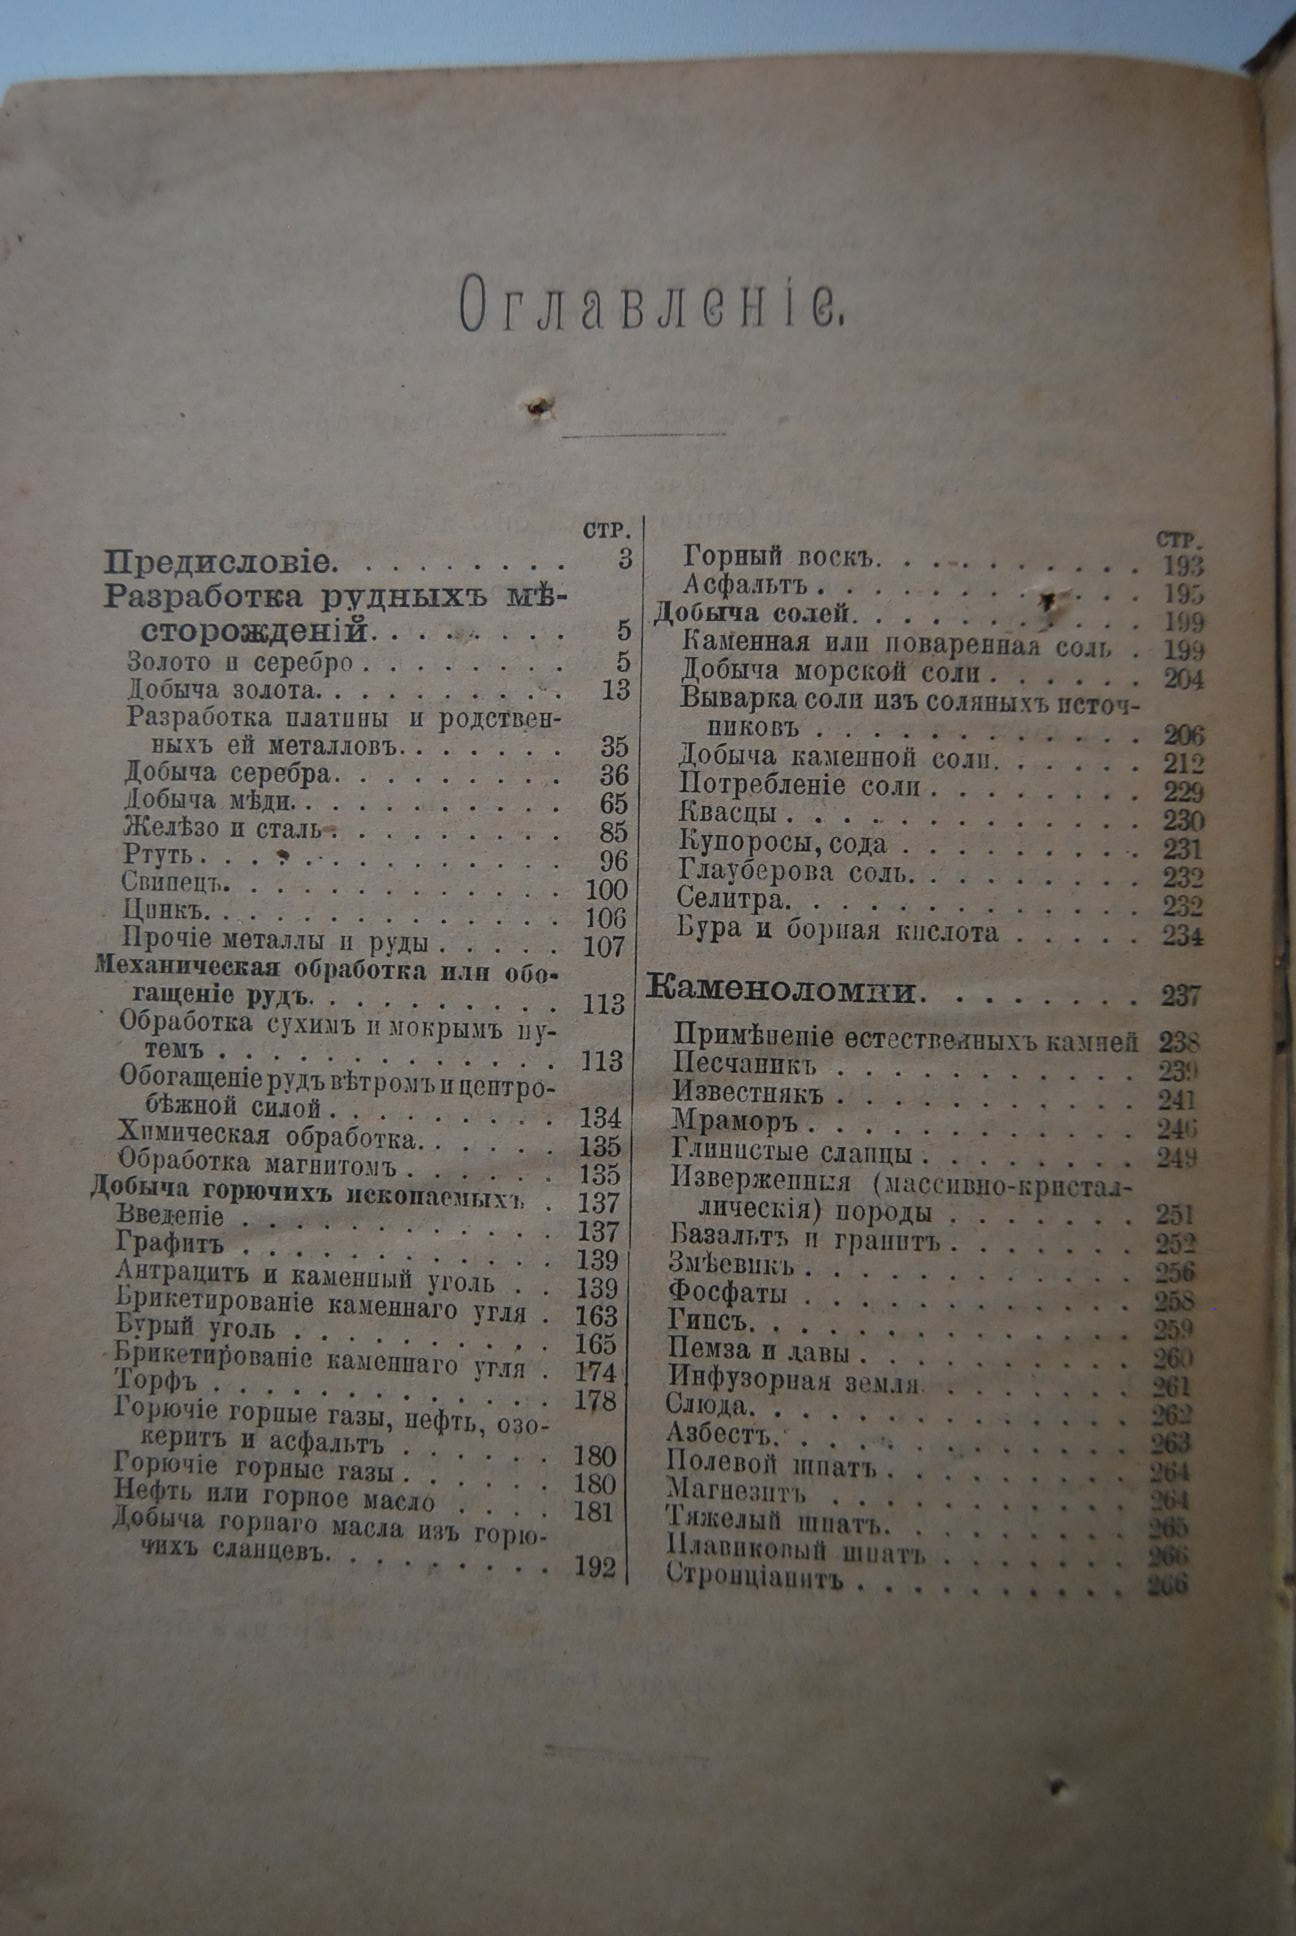 Оглавленіе.
СТР.
Предисловіе. . . . . . . . . 3
Разработка рудныхъ мѣ-
сторожденій. . . . . . . . 5
Золото и серебро . . . . . . . . 5
Добыча золота. . . . . . . . . . 13
Разработка платины и родствен-
ныхъ ей металловъ. . . . . . . 35
Добыча серебра. . . . . . . . . 36
Добыча мѣди. . . . . . . . . . . 65
Желѣзо и сталь . . . . . . . . . 85
Ртуть . . . . . . . . . . . . . . 96
Свинецъ. . . . . . . . . . . . . 100
Цинкъ. . . . . . . . . . . . . . 106
Прочіе металлы и руды . . . . . 107
Механическая обработка или обо-
гащеніе рудъ. . . . . . . . . . 113
Обработка сухимъ и мокрымъ пу-
темъ . . . . . . . . . . . . . 113
Обогащеніе рудъ вѣтромъ и центро-
бѣжной силой . . . . . . . . . 134
Химическая обработка. . . . . . 135
Обработка магнитомъ . . . . . . 135
Добыча горючихъ ископаемыхъ . 137
Введеніе . . . . . . . . . . . . 137
Графитъ . . . . . . . . . . . . 139
Антрацитъ и каменный уголь . . 139
Брикетированіе каменнаго угля . 163
Бурый уголь . . . . . . . . . . 165
Брикетированіе каменнаго угля . 174
Торфъ . . . . . . . . . . . . . 178
Горючіе горные газы, нефть, озо-
керитъ и асфальтъ . . . . . . 180
Горючіе горные газы . . . . . . 180
Нефть или горное масло . . . . 181
Добыча горнаго масла изъ горю-
чихъ сланцевъ. . . . . . . . . 192
СТР.
Горный воскъ. . . . . . . . . . 193
Асфальтъ . . . . . . . . . . . . 195
Добыча солей. . . . . . . . . . 199
Каменная или поваренная соль . 199
Добыча морской соли . . . . . . 204
Выварка соли изъ соляныхъ источ-
никовъ . . . . . . . . . . . . 206
Добыча каменной соли. . . . . . 212
Потребленіе соли . . . . . . . . 229
Квасцы . . . . . . . . . . . . . 230
Купоросы, сода . . . . . . . . . 231
Глауберова соль. . . . . . . . . 232
Селитра. . . . . . . . . . . . . 232
Бура и борная кислота . . . . . 234
Каменоломни. . . . . . . . 237
Примѣненіе естественныхъ камней 238
Песчаникъ . . . . . . . . . . . 239
Известнякъ . . . . . . . . . . . 241
Мраморъ . . . . . . . . . . . . 246
Глинистые сланцы . . . . . . . . 249
Изверженныя (массивно-кристал-
лическія) породы . . . . . . . 251
Базальтъ и гранитъ . . . . . . . 252
Змѣевикъ . . . . . . . . . . . . 256
Фосфаты . . . . . . . . . . . . 258
Гипсъ. . . . . . . . . . . . . . 259
Пемза и лавы . . . . . . . . . . 260
Инфузорная земля. . . . . . . . 261
Слюда. . . . . . . . . . . . . . 262
Азбестъ. . . . . . . . . . . . . 263
Полевой шпатъ . . . . . . . . . 264
Магнезитъ . . . . . . . . . . . 264
Тяжелый шпатъ. . . . . . . . . . 265
Плавиковый шпатъ . . . . . . . 266
Стронціанитъ . . . . . . . . . . 266